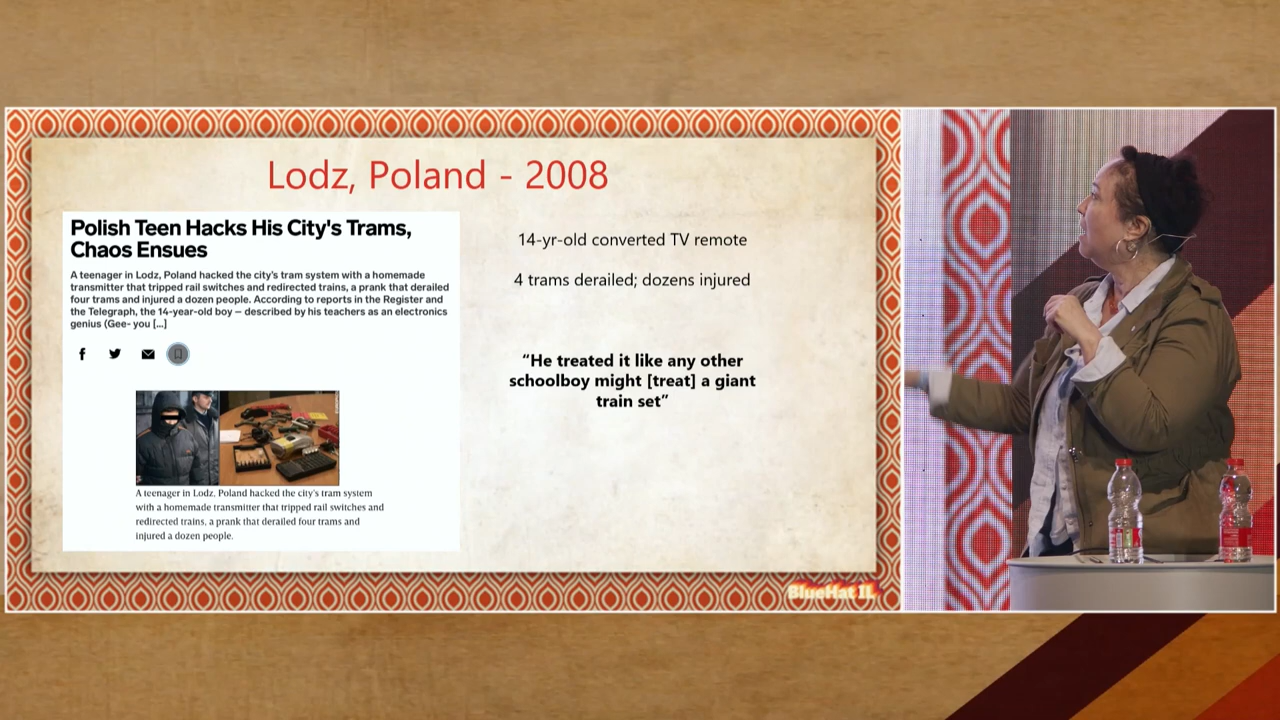 Lodz, Poland - 2008
Polish Teen Hacks His City's Trams,
Chaos Ensues
A teenager in Lodz, Poland hacked the city's tram system with a homemade
transmitter that tripped rail switches and redirected trains, a prank that derailed
four trams and injured a dozen people. According to reports in the Register and
the Telegraph, the 14-year-old boy – described by his teachers as an electronics
genius (Gee- you [...]
A teenager in Lodz, Poland hacked the city's tram system
with a homemade transmitter that tripped rail switches and
redirected trains, a prank that derailed four trams and
injured a dozen people.
14-yr-old converted TV remote
4 trams derailed; dozens injured
“He treated it like any other
schoolboy might [treat] a giant
train set”
BlueHat IL